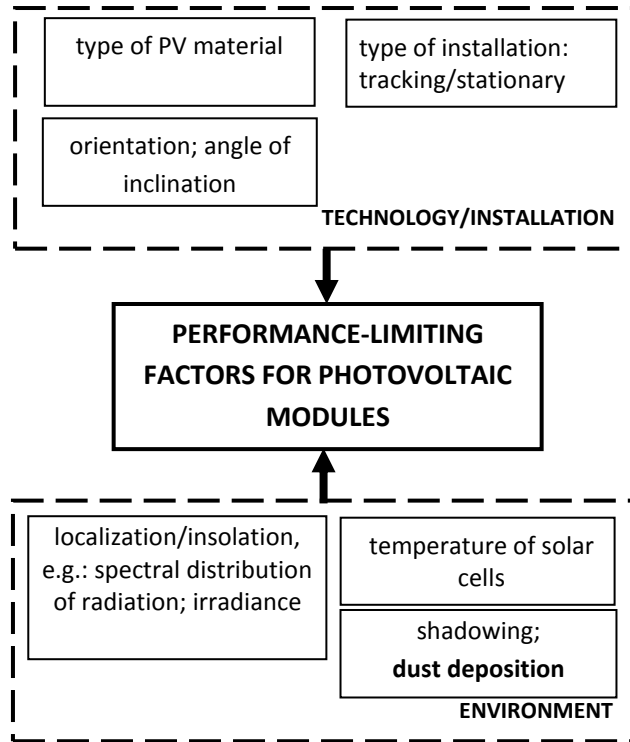 type of PV material
type of installation:
tracking/stationary
orientation; angle of
inclination
TECHNOLOGY/INSTALLATION
PERFORMANCE-LIMITING
FACTORS FOR PHOTOVOLTAIC
MODULES
localization/insolation,
e.g.: spectral distribution
of radiation; irradiance
temperature of solar
cells
shadowing;
dust deposition
ENVIRONMENT